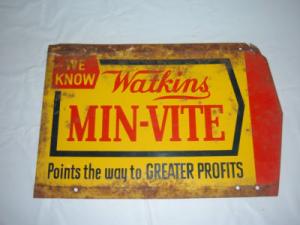 WE
KNOW
Watkins
MIN-VITE
Points the way to GREATER PROFITS